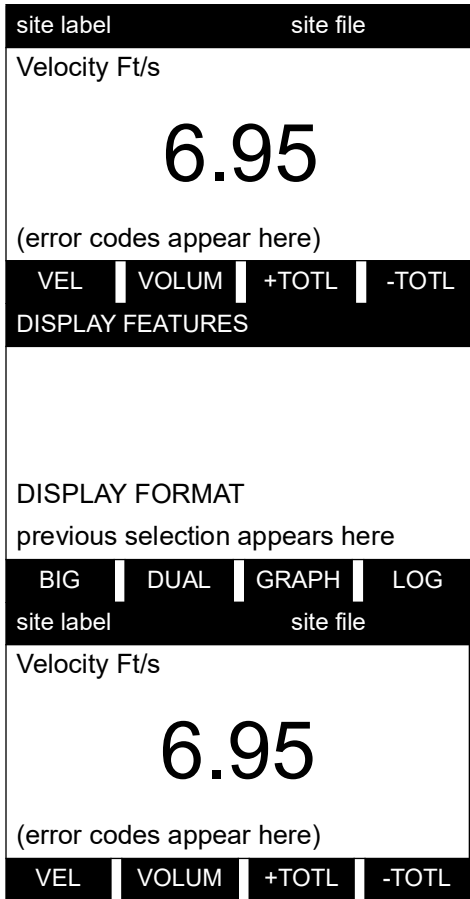 site label site file
Velocity Ft/s
6.95
(error codes appear here)
VEL VOLUM +TOTL -TOTL
DISPLAY FEATURES
DISPLAY FORMAT
previous selection appears here
BIG DUAL GRAPH LOG
site label site file
Velocity Ft/s
6.95
(error codes appear here)
VEL VOLUM +TOTL -TOTL